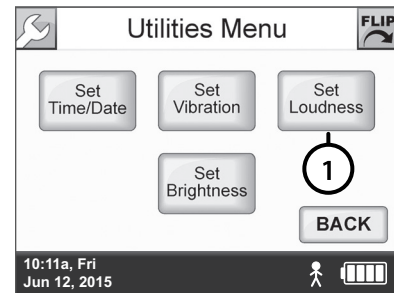 Utilities Menu
FLIP
Set
Time/Date
Set
Vibration
Set
Loudness
1
Set
Brightness
BACK
10:11a, Fri
Jun 12, 2015